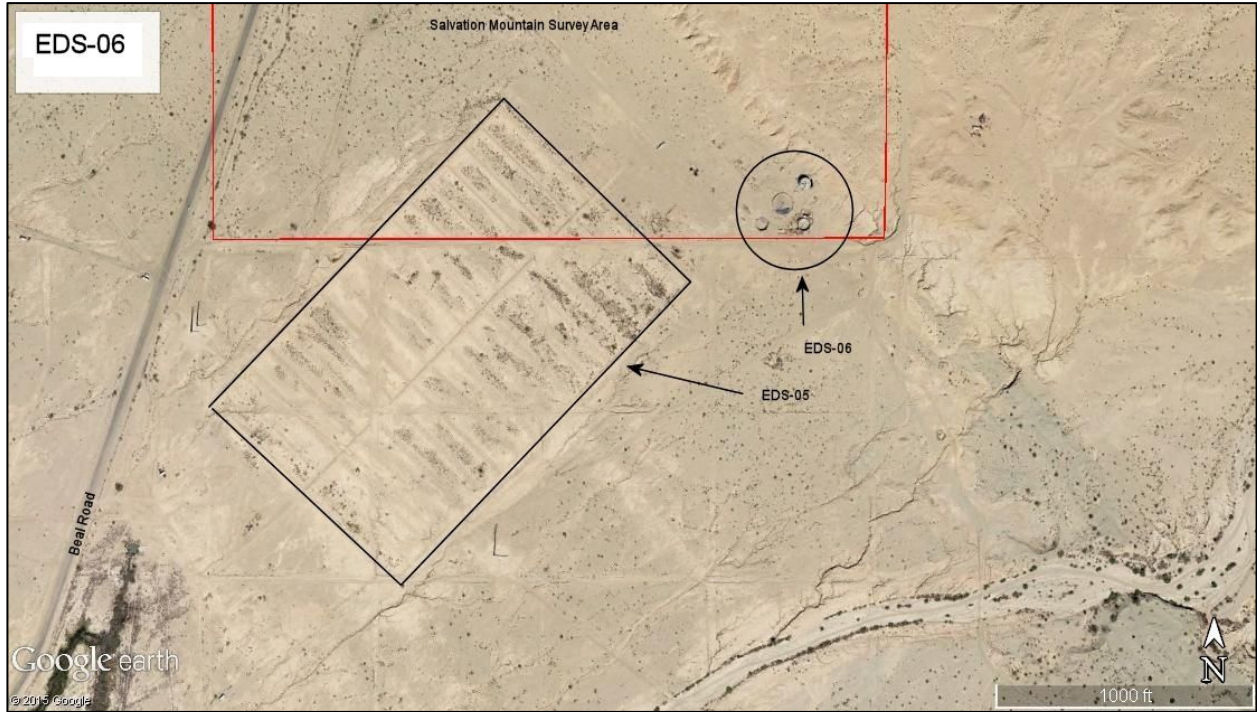 EDS-06
Salvation Mountain Survey Area
EDS-06
EDS-05
Beal Road
Google earth
© 2015 Google
N
1000 ft